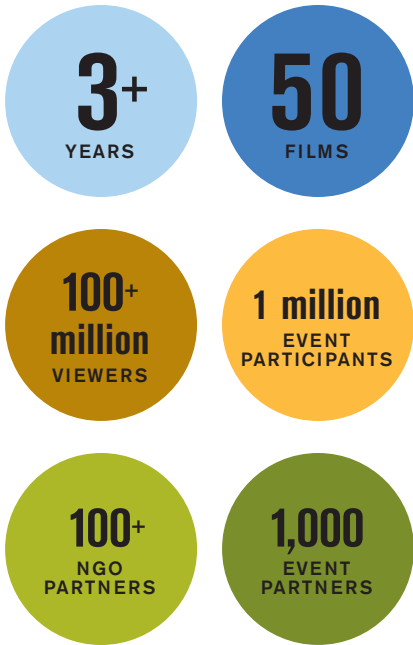 3+
YEARS
50
FILMS
100+
million
VIEWERS
1 million
EVENT
PARTICIPANTS
100+
NGO
PARTNERS
1,000
EVENT
PARTNERS